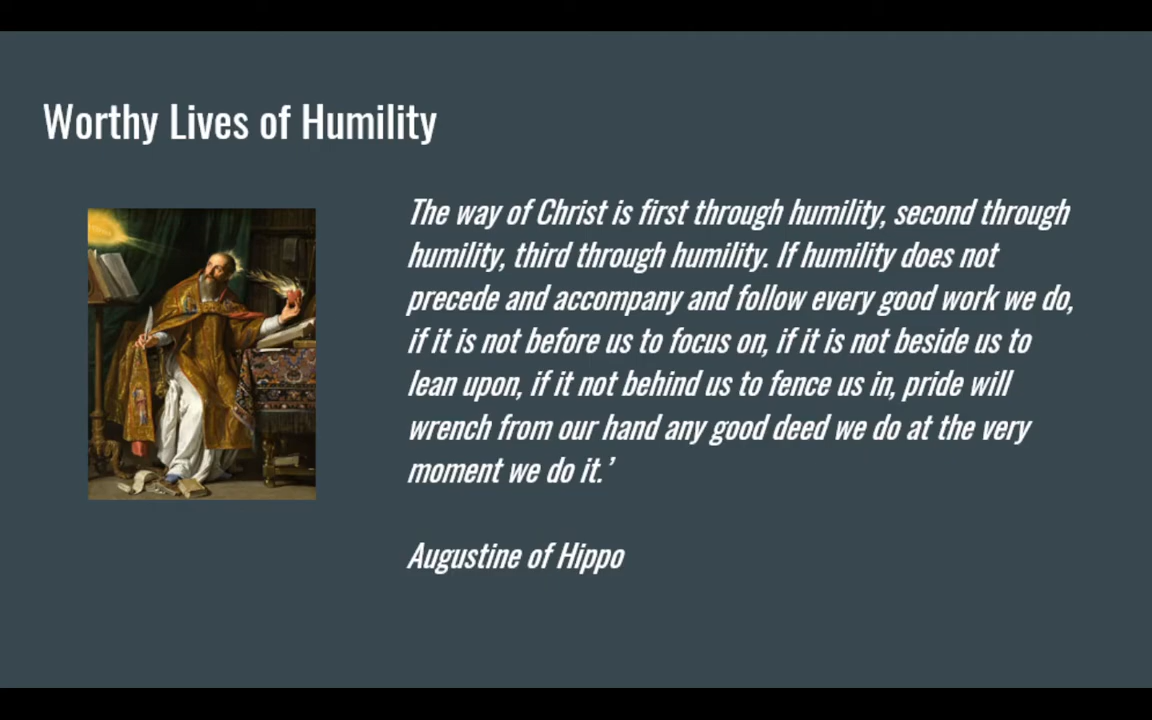 Worthy Lives of Humility
The way of Christ is first through humility, second through
humility, third through humility. If humility does not
precede and accompany and follow every good work we do,
if it is not before us to focus on, if it is not beside us to
lean upon, if it not behind us to fence us in, pride will
wrench from our hand any good deed we do at the very
moment we do it.’
Augustine of Hippo